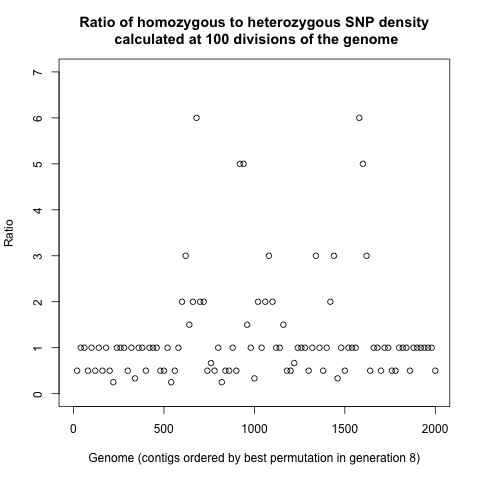 Ratio of homozygous to heterozygous SNP density
calculated at 100 divisions of the genome
7
6
5
4
3
2
1
0
Ratio
0 500 1000 1500 2000
Genome (contigs ordered by best permutation in generation 8)